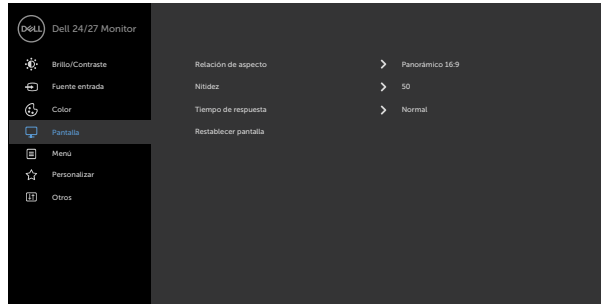 DELL Dell 24/27 Monitor
Brillo/Contraste
Relación de aspecto Panorámico 16:9
Fuente entrada
Nitidez 50
Color
Tiempo de respuesta Normal
Pantalla
Restablecer pantalla
Menú
Personalizar
Otros